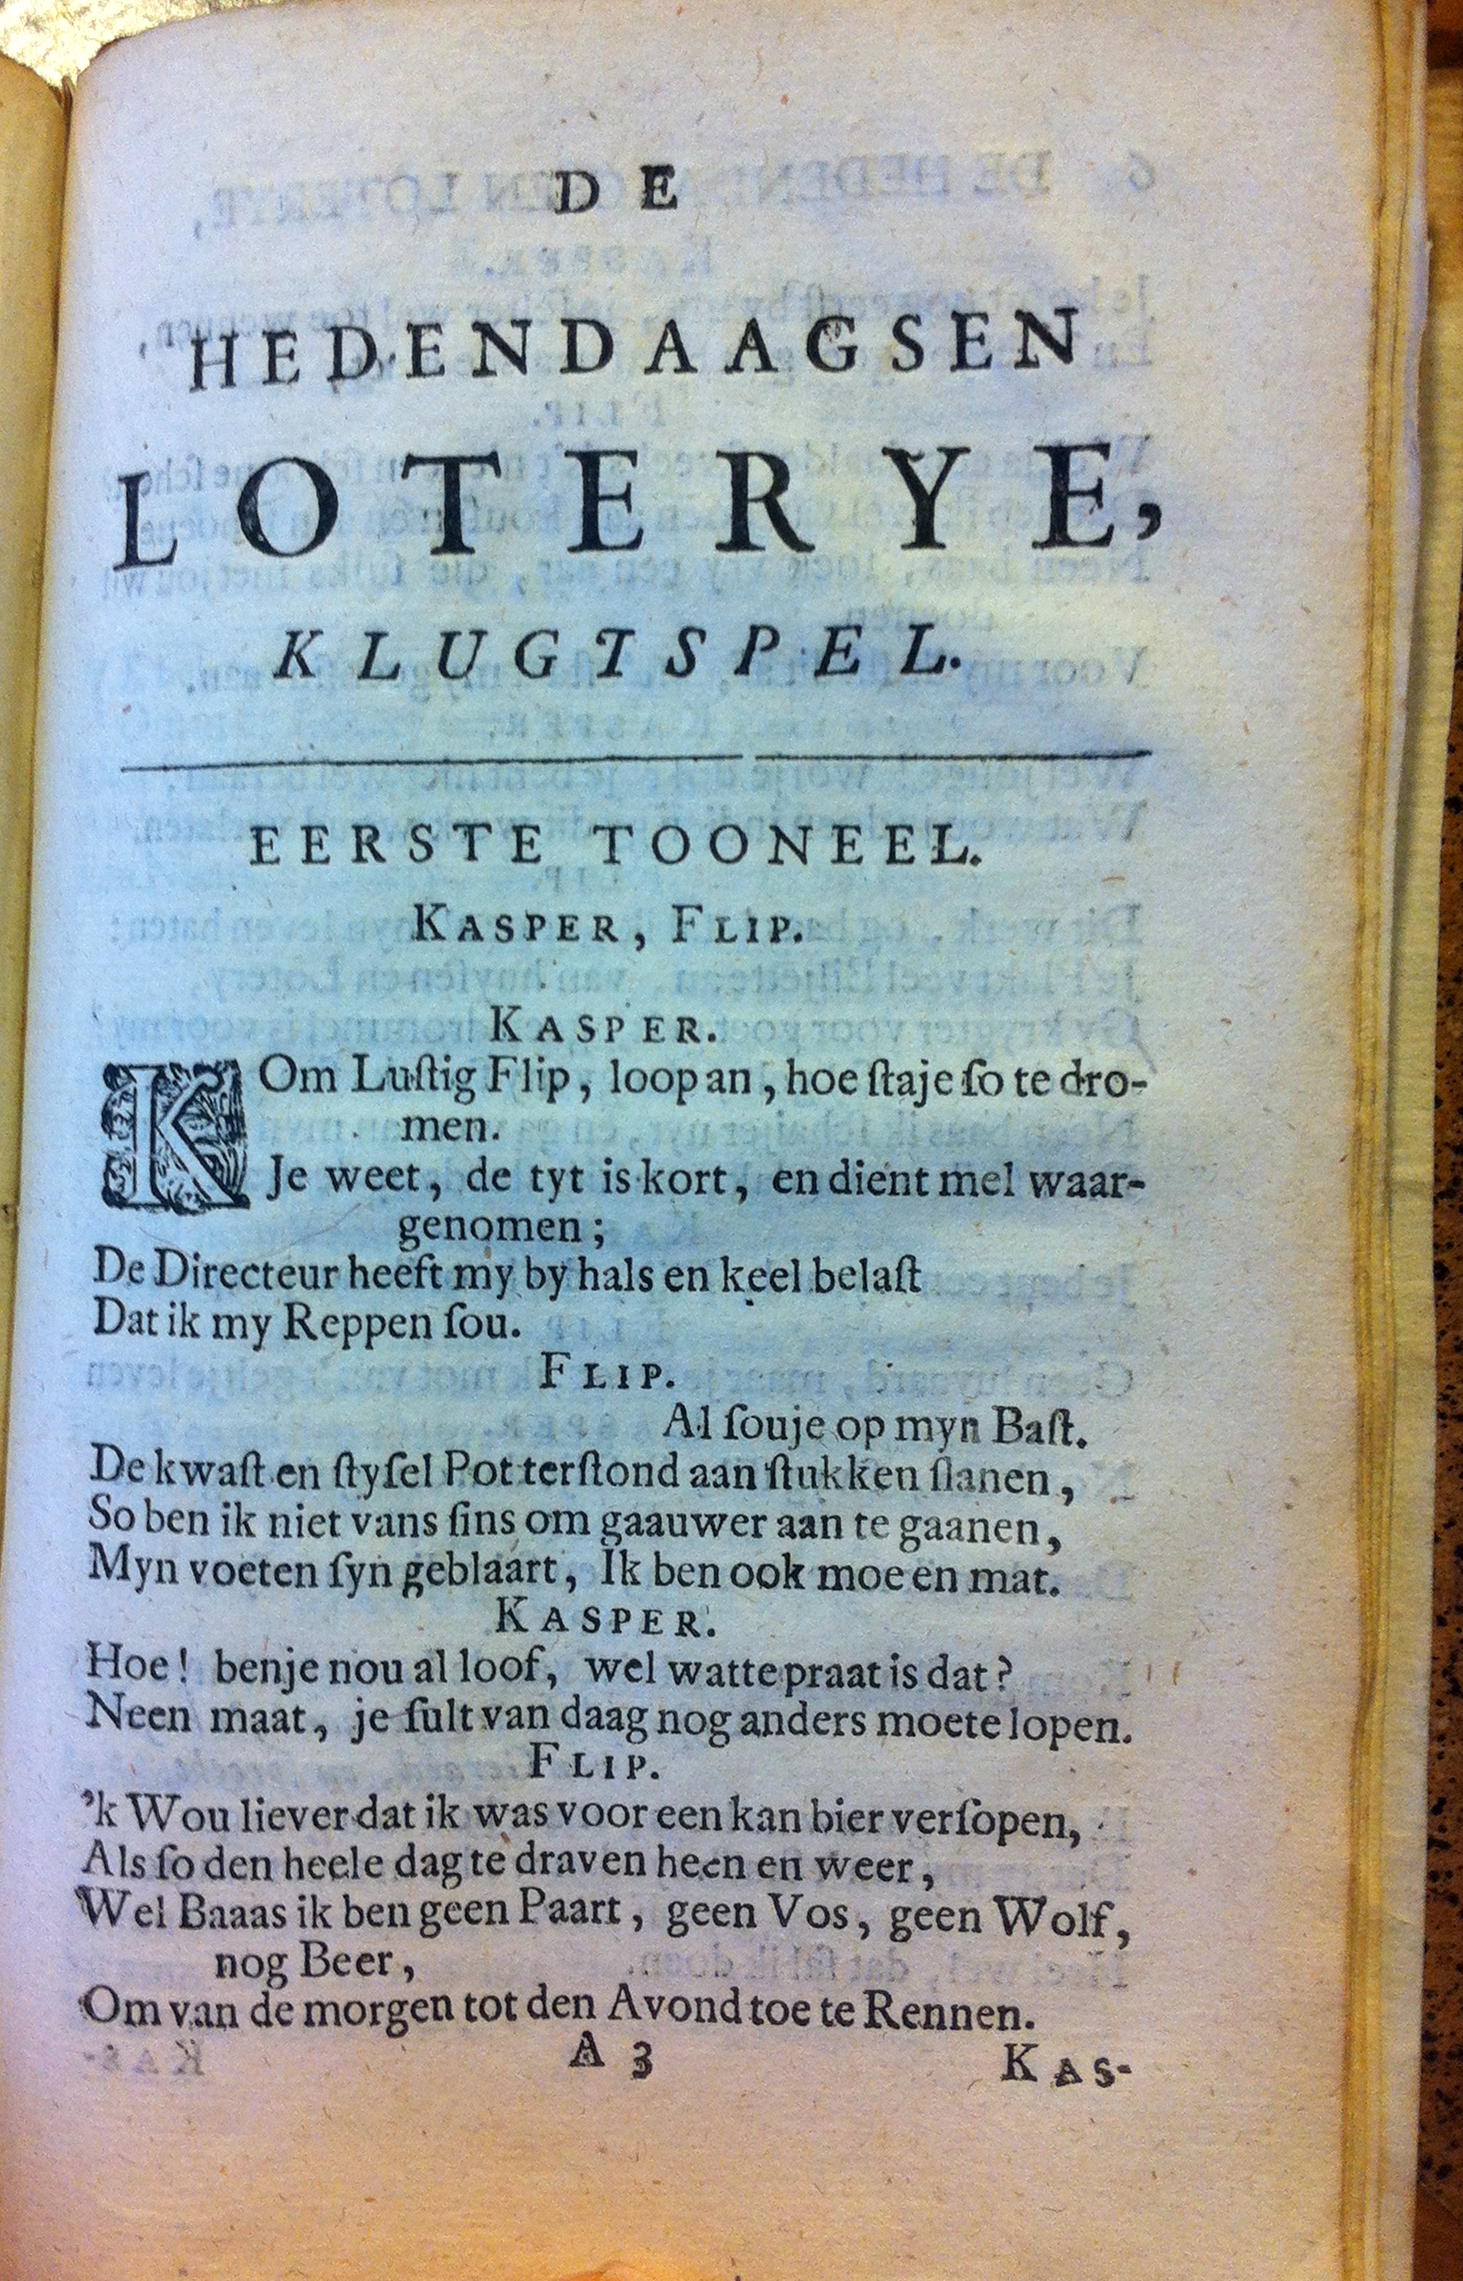 DE
HEDENDAAGSEN
LOTERYE,
KLUGTSPEL.
EERSTE TOONEEL.
KASPER, FLIP.
KASPER.
KOm Luſtig Flip, loop an, hoe ſtaje ſo te dro-
men.
Je weet, de tyt is kort, en dient mel waar-
genomen;
De Directeur heeft my by hals en keel belaſt
Dat ik my Reppen ſou.
FLIP.
Al ſouje op myn Baſt.
De kwaſt en ſtyſel Pot terſtond aan ſtukken ſlanen,
So ben ik niet vans ſins om gaauwer aan te gaanen,
Myn voeten ſyn geblaart, Ik ben ook moe en mat.
KASPER.
Hoe! benje nou al loof, wel watte praat is dat?
Neen maat, je ſult van daag nog anders moete lopen.
FLIP.
'k Wou liever dat ik was voor een kan bier verſopen,
Als ſo den heele dag te draven heen en weer,
Wel Baaas ik ben geen Paart, geen Vos, geen Wolf,
nog Beer,
Om van de morgen tot den Avond toe te Rennen.
A 3
KAS-